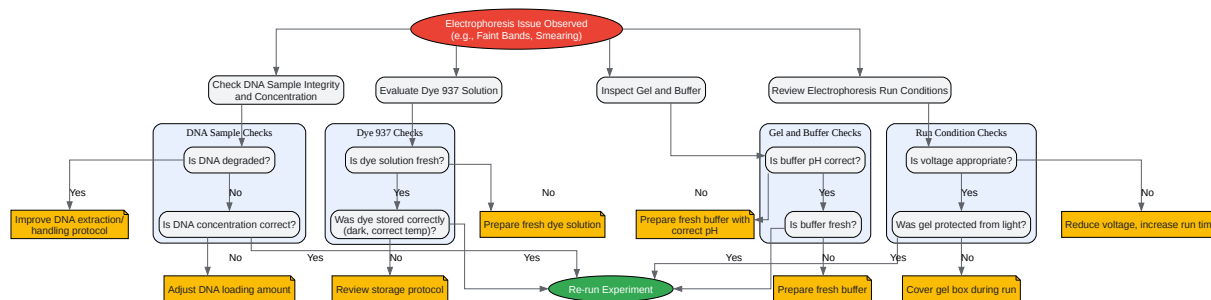 Electrophoresis Issue Observed
(e.g., Faint Bands, Smearing)
Check DNA Sample Integrity
and Concentration
Evaluate Dye 937 Solution
Inspect Gel and Buffer
Review Electrophoresis Run Conditions
DNA Sample Checks
Dye 937 Checks
Gel and Buffer Checks
Run Condition Checks
Is DNA degraded?
Is dye solution fresh?
Is buffer pH correct?
Is voltage appropriate?
Yes
No
Yes
No
No
Yes
Yes
No
Improve DNA extraction/
handling protocol
Is DNA concentration correct?
Was dye stored correctly
(dark, correct temp)?
Prepare fresh dye solution
Prepare fresh buffer with
correct pH
Is buffer fresh?
Was gel protected from light?
Reduce voltage, increase run tim
No
Yes
No
Yes
Yes
No
Yes
No
Adjust DNA loading amount
Review storage protocol
Re-run Experiment
Prepare fresh buffer
Cover gel box during run